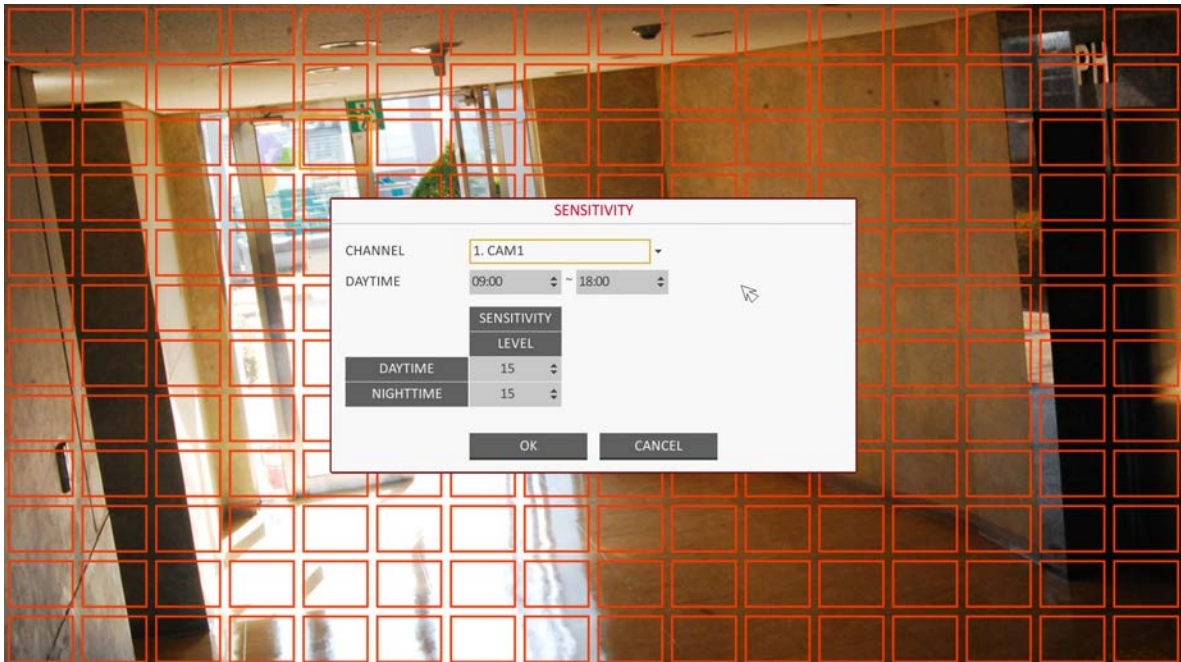 PH
SENSITIVITY
CHANNEL 1. CAM1
DAYTIME 09:00 ~ 18:00
SENSITIVITY
LEVEL
DAYTIME 15
NIGHTTIME 15
OK CANCEL